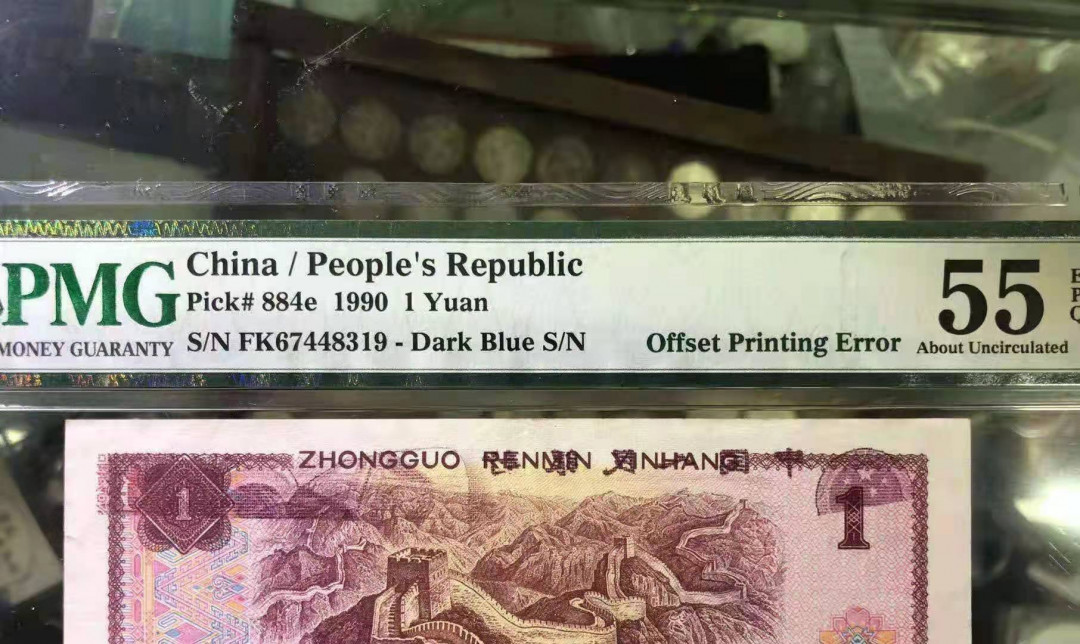 PMG
MONEY GUARANTY
China / People's Republic
Pick# 884e 1990 1 Yuan
S/N FK67448319 - Dark Blue S/N
Offset Printing Error
55
About Uncirculated
E
P
Q
ZHONGGUO RENMIN YINHANG
1
1